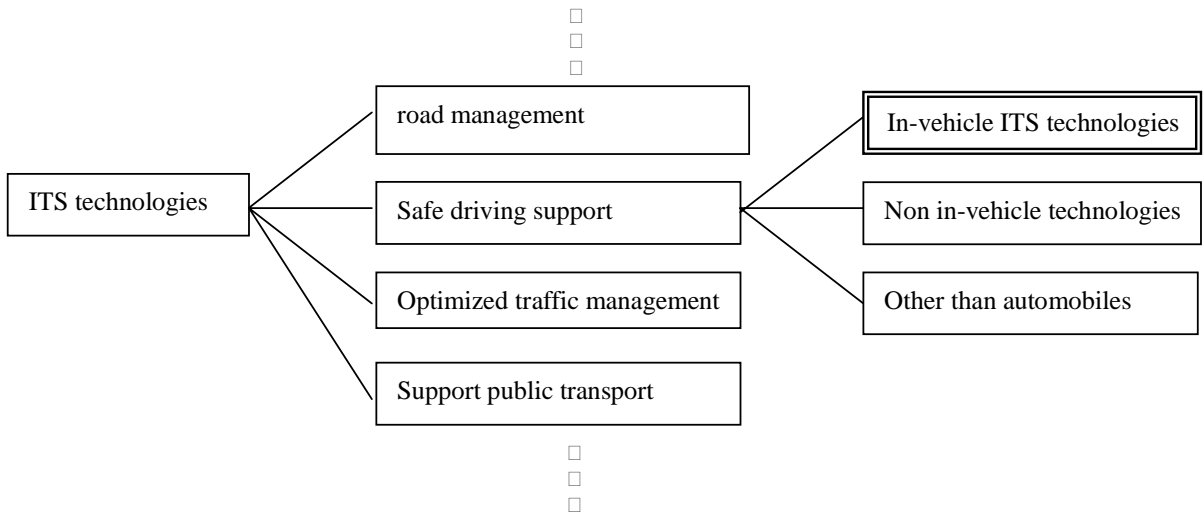 road management
In-vehicle ITS technologies
ITS technologies
Safe driving support
Non in-vehicle technologies
Optimized traffic management
Other than automobiles
Support public transport